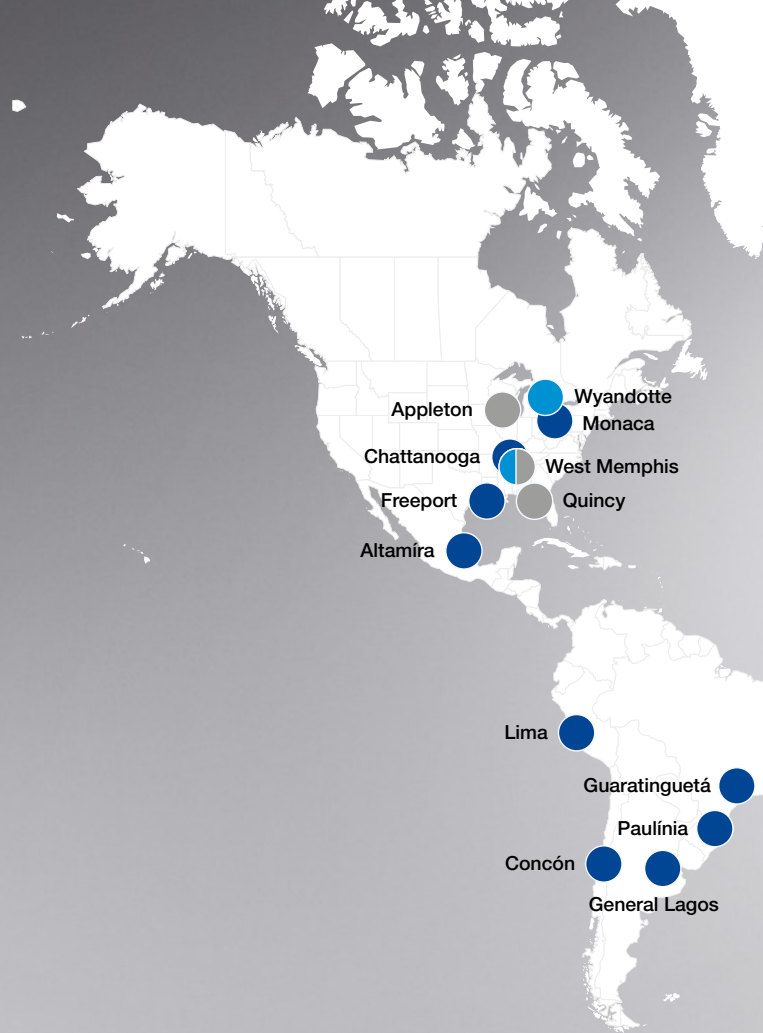 Wyandotte
Appleton
Monaca
Chattanooga
West Memphis
Freeport
Quincy
Altamíra
Lima
Guaratinguetá
Paulínia
Concón
General Lagos